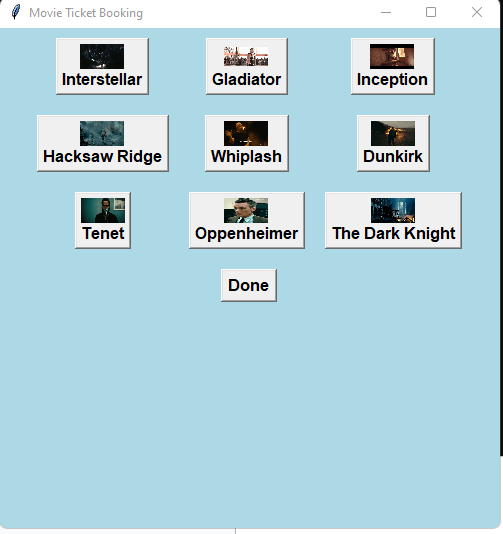 Movie Ticket Booking
Interstellar
Gladiator
Inception
Hacksaw Ridge
Whiplash
Dunkirk
Tenet
Oppenheimer
The Dark Knight
Done